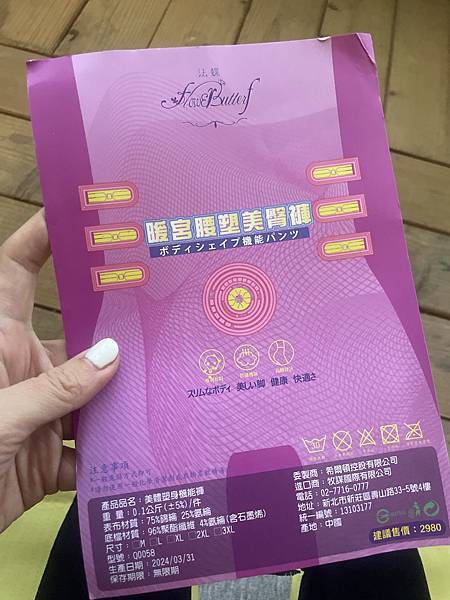 法蝶
FlowerButterf
暖宮腰塑美臀褲
ボディシェイプ機能パンツ
スリムなボディ 美しい脚 健康 快適さ
注意事項
產品品名：美體塑身機能褲
重量：0.1公斤(±5%)/件
表布材質：75%錦綸 25%氨綸
底檔材質：96%聚酯纖維 4%氨綸(含石墨烯)
尺寸：□M □L □XL □2XL □3XL
型號：Q0058
生產日期：2024/03/31
保存期限：無限期
30
委製商：希爾頓控股有限公司
進口商：牧媒國際有限公司
電話：02-7716-0777
地址：新北市新莊區壽山路33-5號4樓
統一編號：13103177
產地：中國
建議售價：2980